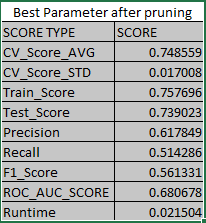 Best Parameter after pruning
SCORE TYPE SCORE
CV_Score_AVG 0.748559
CV_Score_STD 0.017008
Train_Score 0.757696
Test_Score 0.739023
Precision 0.617849
Recall 0.514286
F1_Score 0.561331
ROC_AUC_SCORE 0.680678
Runtime 0.021504